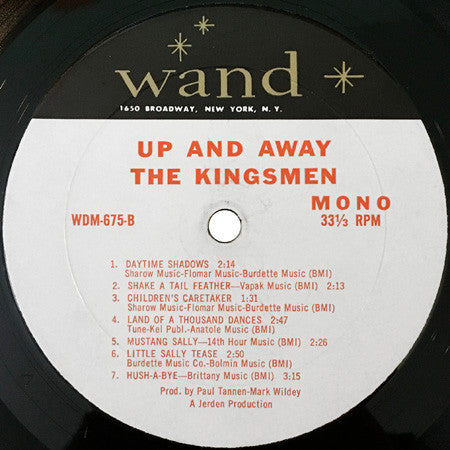 wand
1650 BROADWAY, NEW YORK, N. Y.
UP AND AWAY
THE KINGSMEN
MONO
WDM-675-B
33⅓ RPM
1. DAYTIME SHADOWS 2:14
Sharow Music-Flomar Music-Burdette Music (BMI)
2. SHAKE A TAIL FEATHER—Vapak Music (BMI) 2:13
3. CHILDREN'S CARETAKER 1:31
Sharow Music-Flomar Music-Burdette Music (BMI)
4. LAND OF A THOUSAND DANCES 2:47
Tune-Kel Publ.-Anatole Music (BMI)
5. MUSTANG SALLY—14th Hour Music (BMI) 2:26
6. LITTLE SALLY TEASE 2:50
Burdette Music Co.-Bolmin Music (BMI)
7. HUSH-A-BYE—Brittany Music (BMI) 3:15
Prod. by Paul Tannen-Mark Wildey
A Jerden Production